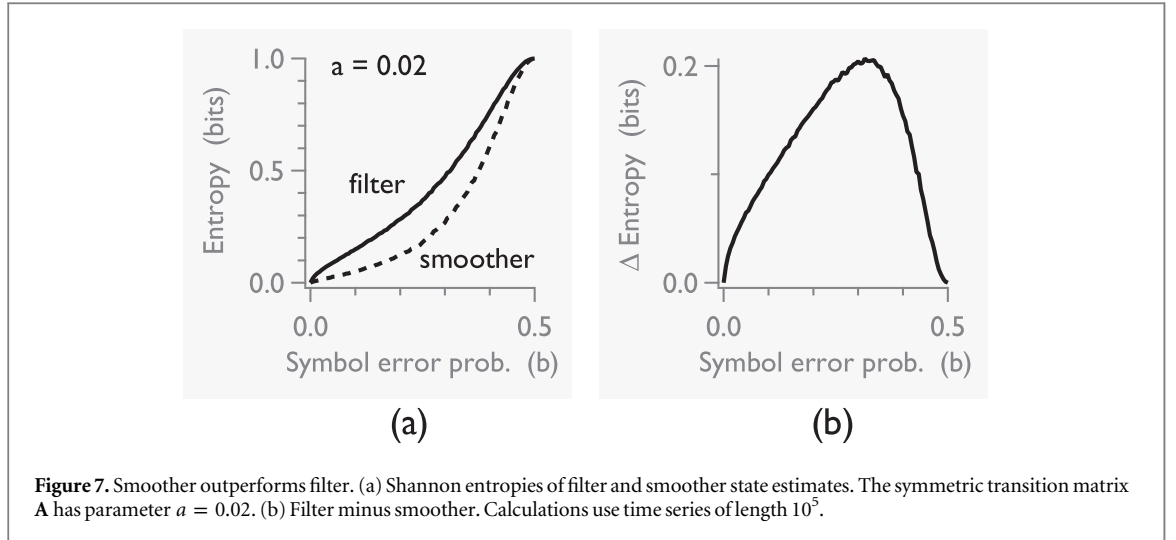 1.0
a = 0.02
Entropy (bits)
0.5
filter
smoother
0.0
0.0
0.5
Symbol error prob. (b)
(a)
0.2
Δ Entropy (bits)
0.0
0.0
0.5
Symbol error prob. (b)
(b)
Figure 7. Smoother outperforms filter. (a) Shannon entropies of filter and smoother state estimates. The symmetric transition matrix
A has parameter a = 0.02. (b) Filter minus smoother. Calculations use time series of length 10⁵.